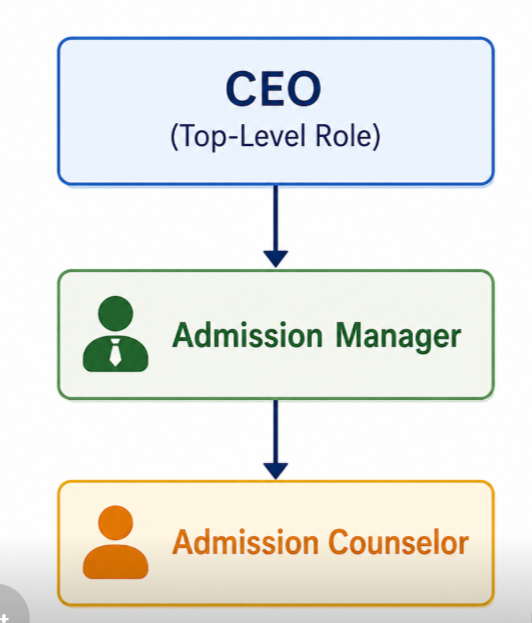 CEO
(Top-Level Role)
Admission Manager
Admission Counselor